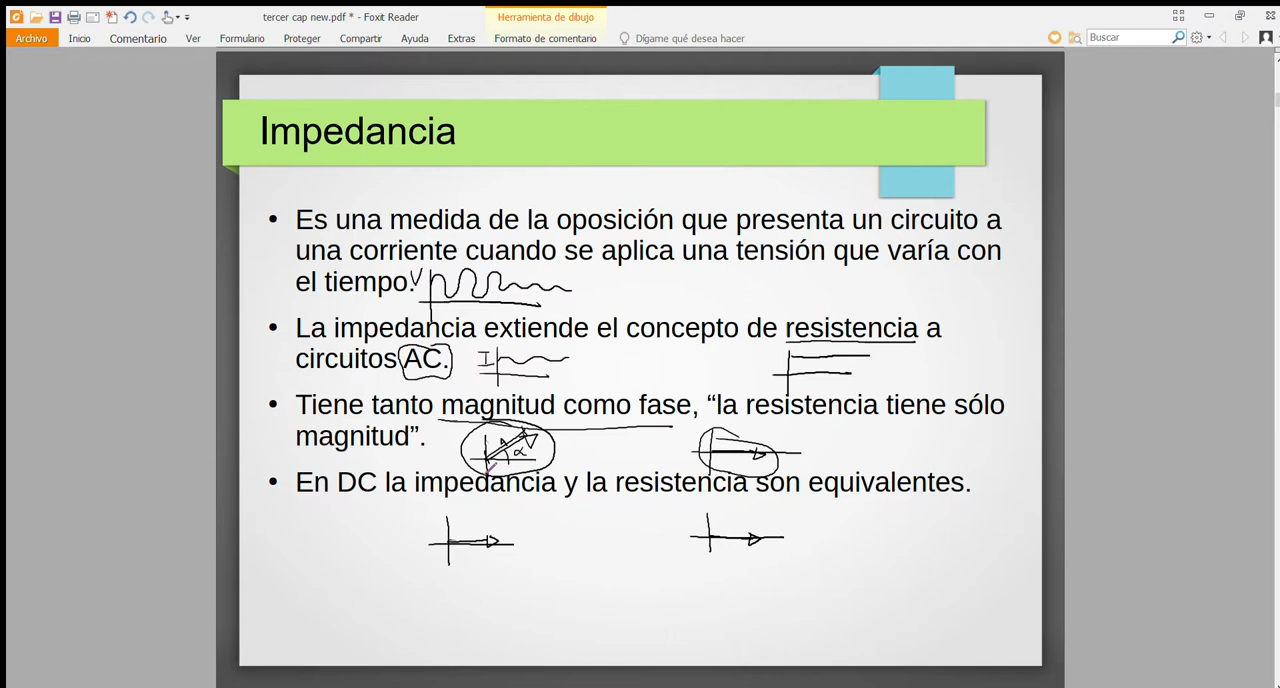 tercer cap new.pdf * - Foxit Reader
Herramienta de dibujo
Archivo Inicio Comentario Ver Formulario Proteger Compartir Ayuda Extras Formato de comentario Dígame qué desea hacer Buscar
Impedancia
• Es una medida de la oposición que presenta un circuito a
una corriente cuando se aplica una tensión que varía con
el tiempo. V
• La impedancia extiende el concepto de resistencia a
circuitos AC. I
• Tiene tanto magnitud como fase, “la resistencia tiene sólo
magnitud”.
α
• En DC la impedancia y la resistencia son equivalentes.